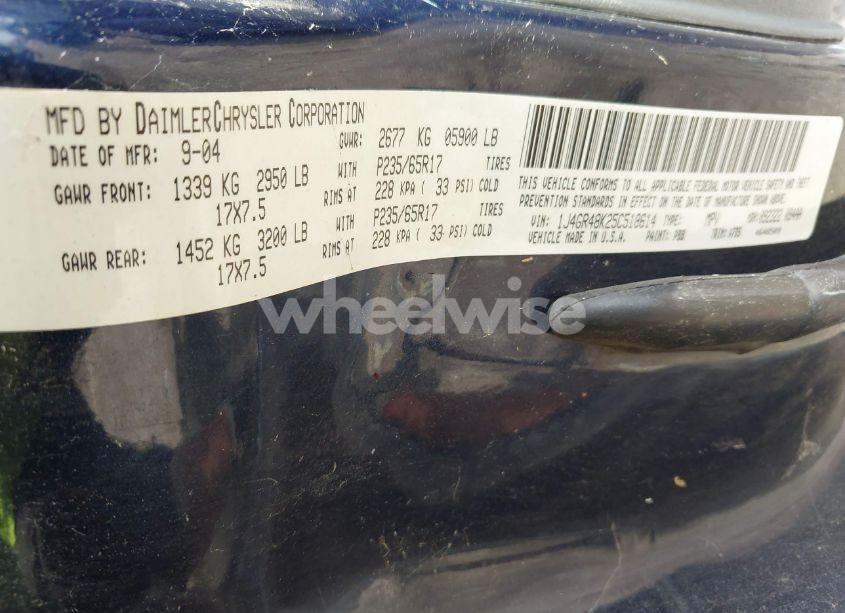 MFD BY DAIMLERCHRYSLER CORPORATION
DATE OF MFR: 9-04 GVWR: 2677 KG 05900 LB
GAWR FRONT: 1339 KG 2950 LB WITH P235/65R17 TIRES
17X7.5 RIMS AT 228 KPA ( 33 PSI) COLD
GAWR REAR: 1452 KG 3200 LB WITH P235/65R17 TIRES
17X7.5 RIMS AT 228 KPA ( 33 PSI) COLD
THIS VEHICLE CONFORMS TO ALL APPLICABLE FEDERAL MOTOR VEHICLE SAFETY AND THEFT
PREVENTION STANDARDS IN EFFECT ON THE DATE OF MANUFACTURE SHOWN ABOVE.
VIN: 1J4GR48K25C518614 TYPE: MPV MDH:
VEHICLE MADE IN U.S.A. PAINT: PBB TRIM:
wheelwise